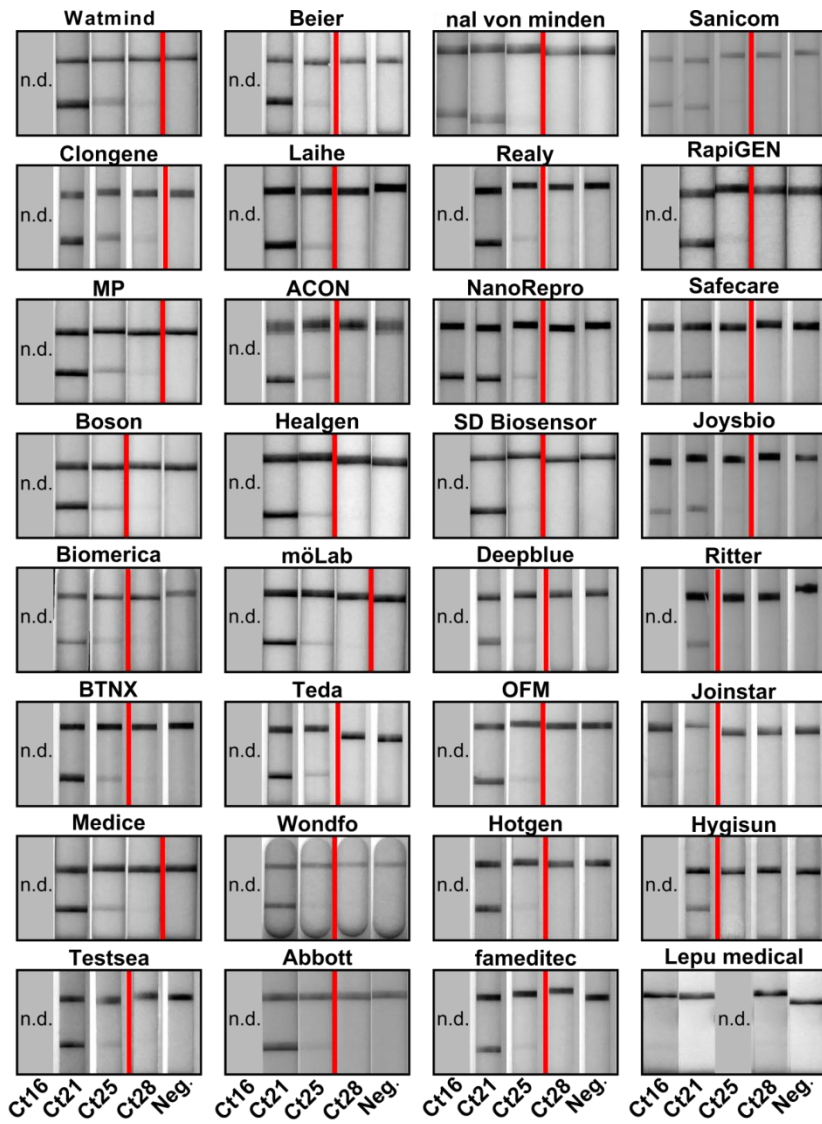 Watmind Beier nal von minden Sanicom
n.d. n.d.
Clongene Laihe Realy RapiGEN
n.d. n.d. n.d. n.d.
MP ACON NanoRepro Safecare
n.d. n.d.
Boson Healgen SD Biosensor Joysbio
n.d. n.d. n.d.
Biomerica möLab Deepblue Ritter
n.d. n.d. n.d. n.d.
BTNX Teda OFM Joinstar
n.d. n.d. n.d.
Medice Wondfo Hotgen Hygisun
n.d. n.d. n.d. n.d.
Testsea Abbott fameditec Lepu medical
n.d. n.d. n.d. n.d.
Ct16 Ct21 Ct25 Ct28 Neg. Ct16 Ct21 Ct25 Ct28 Neg. Ct16 Ct21 Ct25 Ct28 Neg. Ct16 Ct21 Ct25 Ct28 Neg.